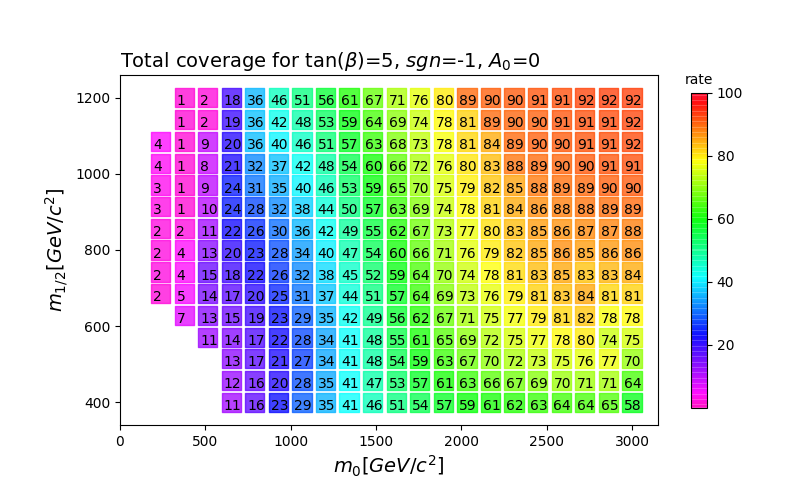 Total coverage for tan(β)=5, sgn=-1, A₀=0
rate
1200 1 2 18 36 46 51 56 61 67 71 76 80 89 90 90 91 91 92 92 92 100
1 2 19 36 42 48 53 59 64 69 74 78 81 89 90 90 91 91 91 92
4 1 9 20 36 40 46 51 57 63 68 73 78 81 84 89 90 90 91 91 92
1000 4 1 8 21 32 37 42 48 54 60 66 72 76 80 83 88 89 90 90 91 91 80
3 1 9 24 31 35 40 46 53 59 65 70 75 79 82 85 88 89 89 90 90
3 1 10 24 28 32 38 44 50 57 63 69 74 78 81 84 86 88 88 89 89
2 2 11 22 26 30 36 42 49 55 62 67 73 77 80 83 85 86 87 87 88 60
800 2 4 13 20 23 28 34 40 47 54 60 66 71 76 79 82 85 85 86 86 86
2 4 15 18 22 26 32 38 45 52 59 64 70 74 78 81 83 85 83 83 84 40
2 5 14 17 20 25 31 37 44 51 57 64 69 73 76 79 81 83 84 81 81
600 7 13 15 19 23 29 35 42 49 56 62 67 71 75 77 79 81 82 78 78
11 14 17 22 28 34 41 48 55 61 65 69 72 75 77 78 80 74 75 20
13 17 21 27 34 41 48 54 59 63 67 70 72 73 75 76 77 70
12 16 20 28 35 41 47 53 57 61 63 66 67 69 70 71 71 64
400 11 16 23 29 35 41 46 51 54 57 59 61 62 63 64 64 65 58
0 500 1000 1500 2000 2500 3000
m₀[GeV/c²]
m₁/₂[GeV/c²]